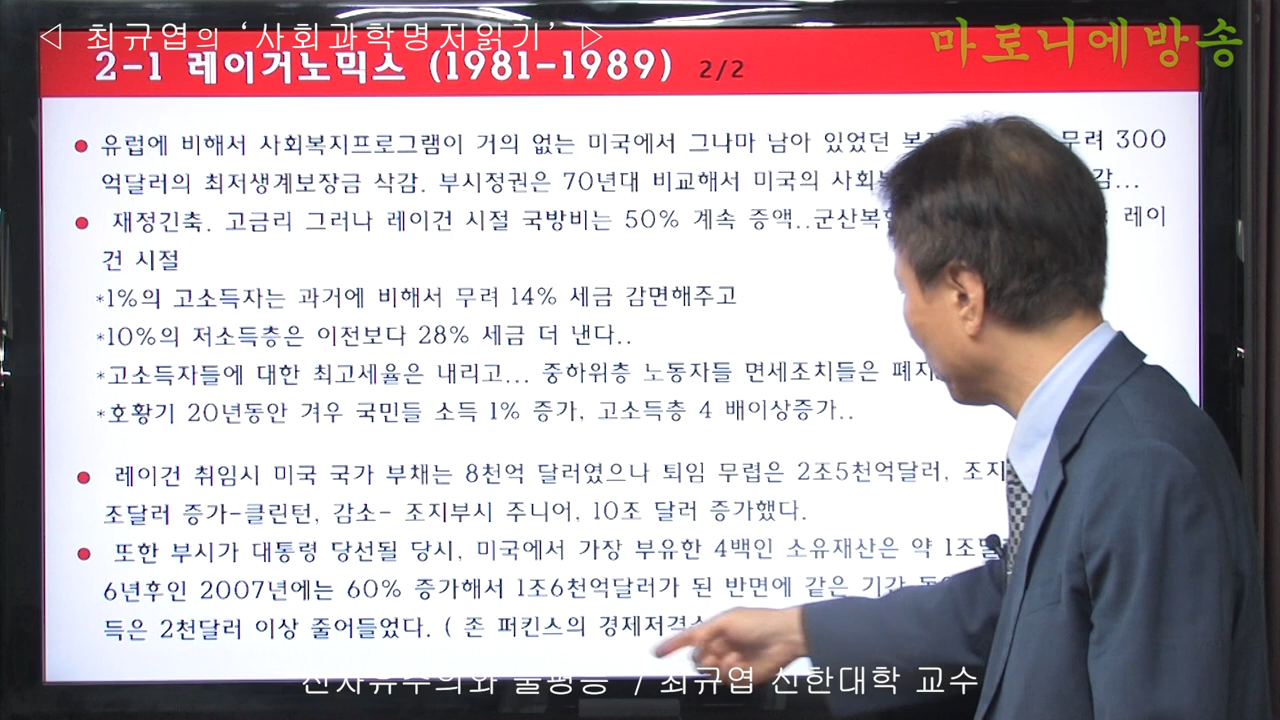 ◁ 최규엽의 ‘사회과학명저읽기’ ▷
마로니에방송
2-1 레이거노믹스 (1981-1989) 2/2
유럽에 비해서 사회복지프로그램이 거의 없는 미국에서 그나마 남아 있었던 무려 300
억달러의 최저생계보장금 삭감. 부시정권은 70년대 비교해서 미국의
재정긴축. 고금리 그러나 레이건 시절 국방비는 50% 계속 증액.. 레이
건 시절
*1%의 고소득자는 과거에 비해서 무려 14% 세금 감면해주고
*10%의 저소득층은 이전보다 28% 세금 더 낸다..
*고소득자들에 대한 최고세율은 내리고... 중하위층 노동자들 면세조치들은
*호황기 20년동안 겨우 국민들 소득 1% 증가, 고소득층 4 배이상증가..
레이건 취임시 미국 국가 부채는 8천억 달러였으나 퇴임 무렵은 2조5천억달러, 조지
조달러 증가-클린턴, 감소- 조지부시 주니어, 10조 달러 증가했다.
또한 부시가 대통령 당선될 당시, 미국에서 가장 부유한 4백인 소유재산은 약
6년후인 2007년에는 60% 증가해서 1조6천억달러가 된 반면에 같은 기간
득은 2천달러 이상 줄어들었다. ( 존 퍼킨스의
신자유주의와 불평등 / 최규엽 신한대학 교수